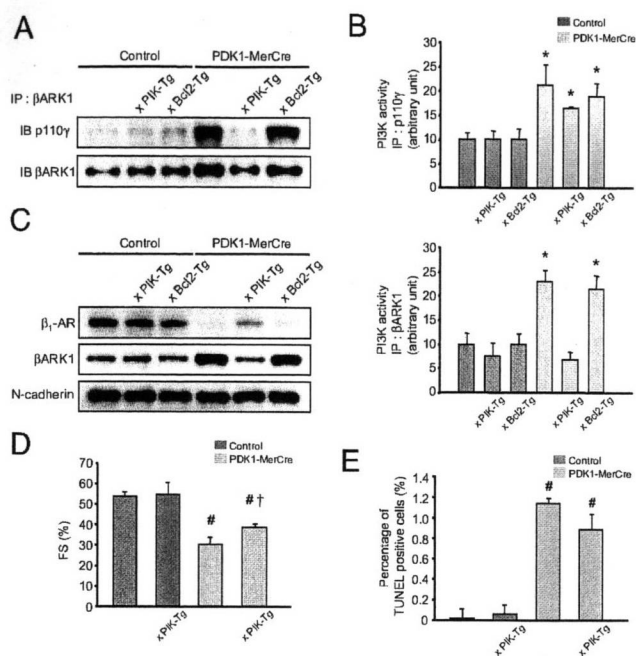 A
Control
PDK1-MerCre
IP : βARK1
x PIK-Tg
x Bcl2-Tg
x PIK-Tg
x Bcl2-Tg
IB p110γ
IB βARK1
B
Control
PDK1-MerCre
PI3K activity
IP : p110γ
(arbitrary unit)
30
25
20
15
10
5
0
*
*
*
x PIK-Tg
x Bcl2-Tg
x PIK-Tg
x Bcl2-Tg
PI3K activity
IP : βARK1
(arbitrary unit)
30
25
20
15
10
5
0
*
*
x PIK-Tg
x Bcl2-Tg
x PIK-Tg
x Bcl2-Tg
C
Control
PDK1-MerCre
x PIK-Tg
x Bcl2-Tg
x PIK-Tg
x Bcl2-Tg
β₁-AR
βARK1
N-cadherin
D
Control
PDK1-MerCre
FS (%)
80
70
60
50
40
30
20
10
0
#
# †
x PIK-Tg
x PIK-Tg
E
Control
PDK1-MerCre
Percentage of
TUNEL positive cells (%)
1.4
1.2
1.0
0.8
0.6
0.4
0.2
0
#
#
x PIK-Tg
x PIK-Tg